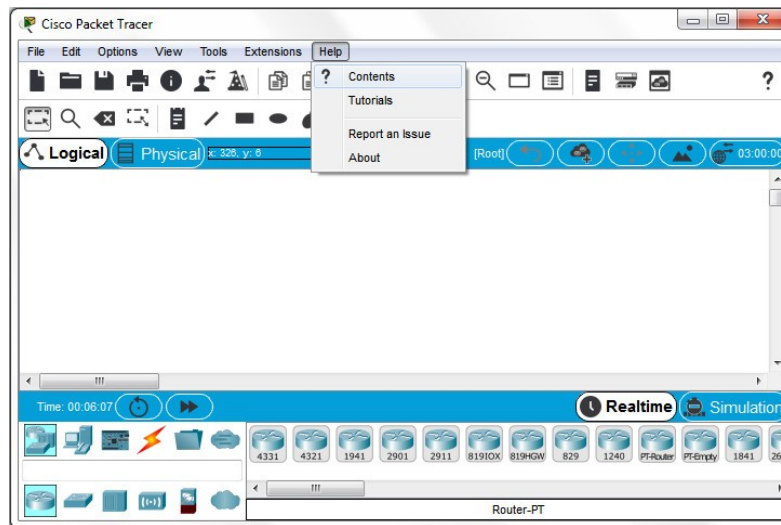 Cisco Packet Tracer
File Edit Options View Tools Extensions Help
? Contents
Tutorials
Report an Issue
About
?
Logical Physical x: 326, y: 6 [Root] 03:00:00
Time: 00:06:07 Realtime Simulation
4331 4321 1941 2901 2911 819IOX 819HGW 829 1240 PT-Router PT-Empty 1841
Router-PT